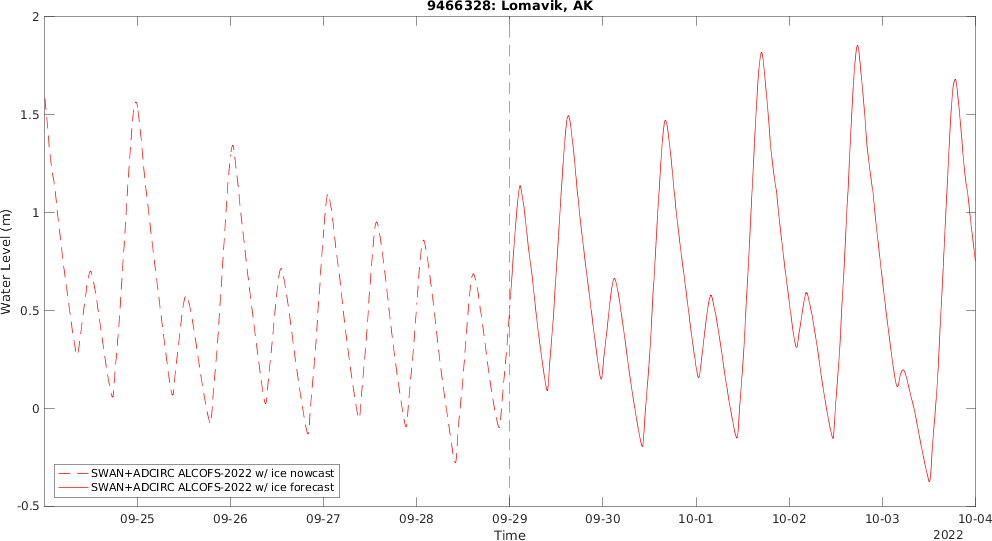 9466328: Lomavik, AK
2
1.5
1
0.5
0
-0.5
Water Level (m)
SWAN+ADCIRC ALCOFS-2022 w/ ice nowcast
SWAN+ADCIRC ALCOFS-2022 w/ ice forecast
09-25 09-26 09-27 09-28 09-29 09-30 10-01 10-02 10-03 10-04
Time
2022